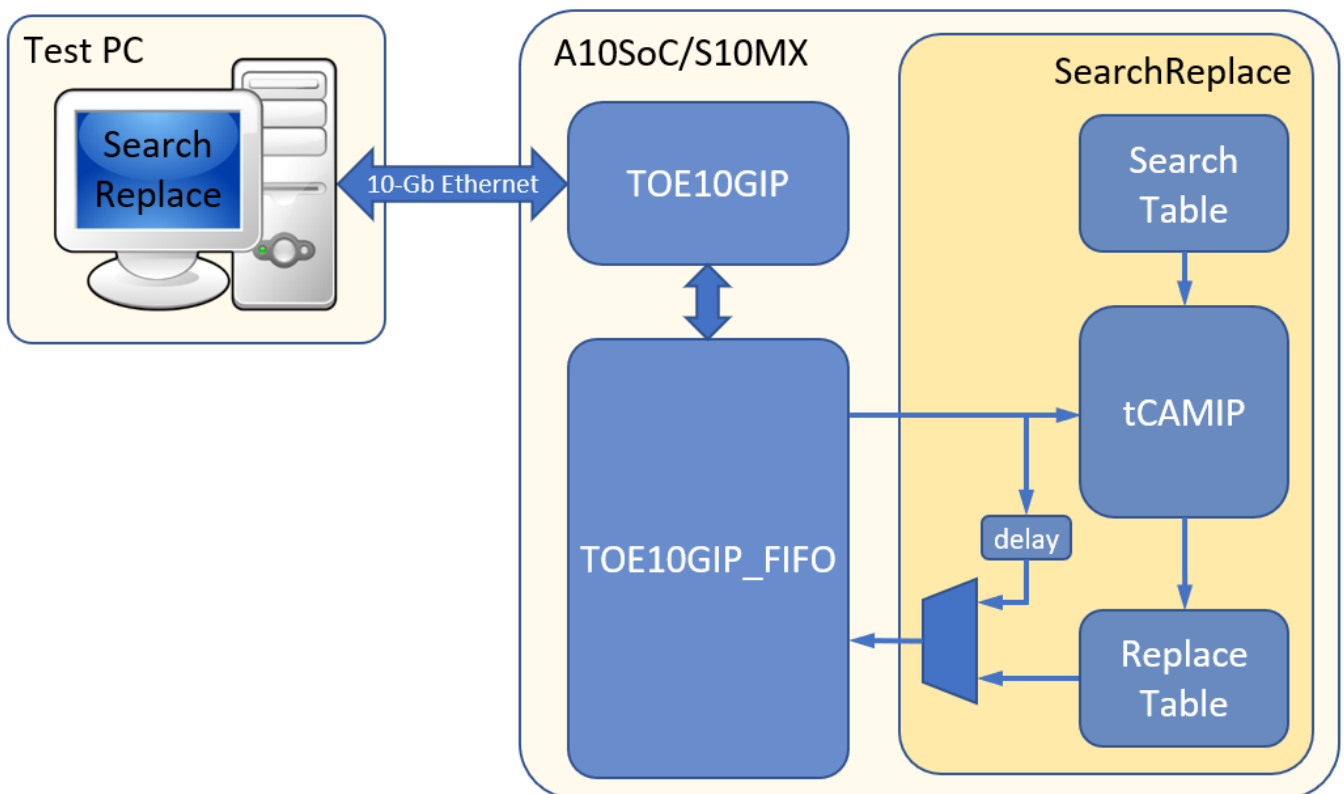 Test PC
Search
Replace
10-Gb Ethernet
A10SoC/S10MX
TOE10GIP
TOE10GIP_FIFO
SearchReplace
Search
Table
tCAMIP
delay
Replace
Table